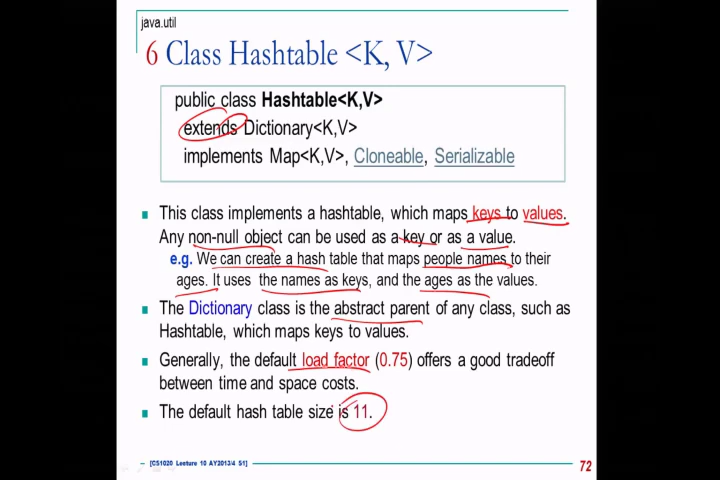 java.util
6 Class Hashtable <K, V>
public class Hashtable<K,V>
extends Dictionary<K,V>
implements Map<K,V>, Cloneable, Serializable
■ This class implements a hashtable, which maps keys to values.
Any non-null object can be used as a key or as a value.
e.g. We can create a hash table that maps people names to their
ages. It uses the names as keys, and the ages as the values.
■ The Dictionary class is the abstract parent of any class, such as
Hashtable, which maps keys to values.
■ Generally, the default load factor (0.75) offers a good tradeoff
between time and space costs.
■ The default hash table size is 11.
[CS1020 Lecture 10 AY2013/4 S1]
72